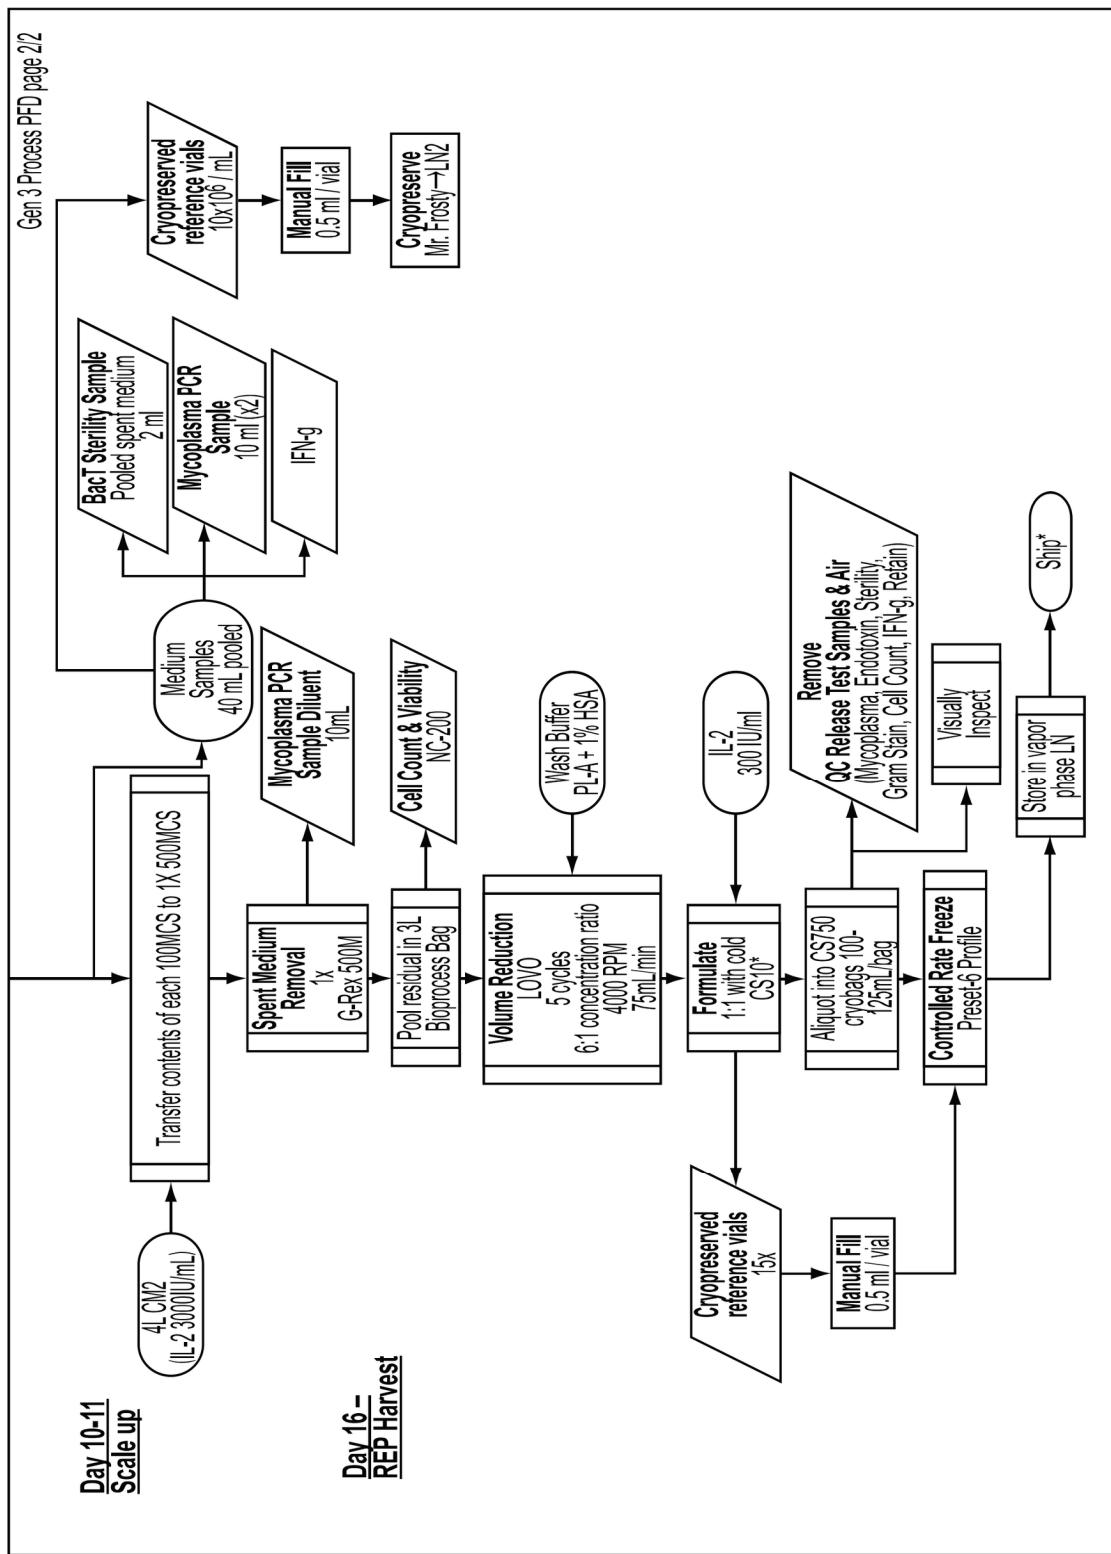 Gen 3 Process PFD page 2/2
Day 10-11
Scale up
4L CM2
(IL-2 3000IU/mL)
Transfer contents of each 100MCS to 1X 500MCS
Medium
Samples
40 mL pooled
BacT Sterility Sample
Pooled spent medium
2 ml
Mycoplasma PCR
Sample
10 ml (x2)
IFN-g
Cryopreserved
reference vials
10x10⁶ / mL
Manual Fill
0.5 ml / vial
Cryopreserve
Mr. Frosty→LN2
Day 16 –
REP Harvest
Spent Medium
Removal
1x
G-Rex 500M
Mycoplasma PCR
Sample Diluent
10mL
Pool residual in 3L
Bioprocess Bag
Cell Count & Viability
NC-200
Volume Reduction
LOVO
5 cycles
6:1 concentration ratio
4000 RPM
75mL/min
Wash Buffer
PL-A + 1% HSA
Formulate
1:1 with cold
CS10*
IL-2
300 IU/ml
Cryopreserved
reference vials
15x
Manual Fill
0.5 ml / vial
Aliquot into CS750
cryobags 100-
125mL/bag
Remove
QC Release Test Samples & Air
(Mycoplasma, Endotoxin, Sterility,
Gram Stain, Cell Count, IFN-g, Retain)
Visually
Inspect
Controlled Rate Freeze
Preset-6 Profile
Store in vapor
phase LN
Ship*